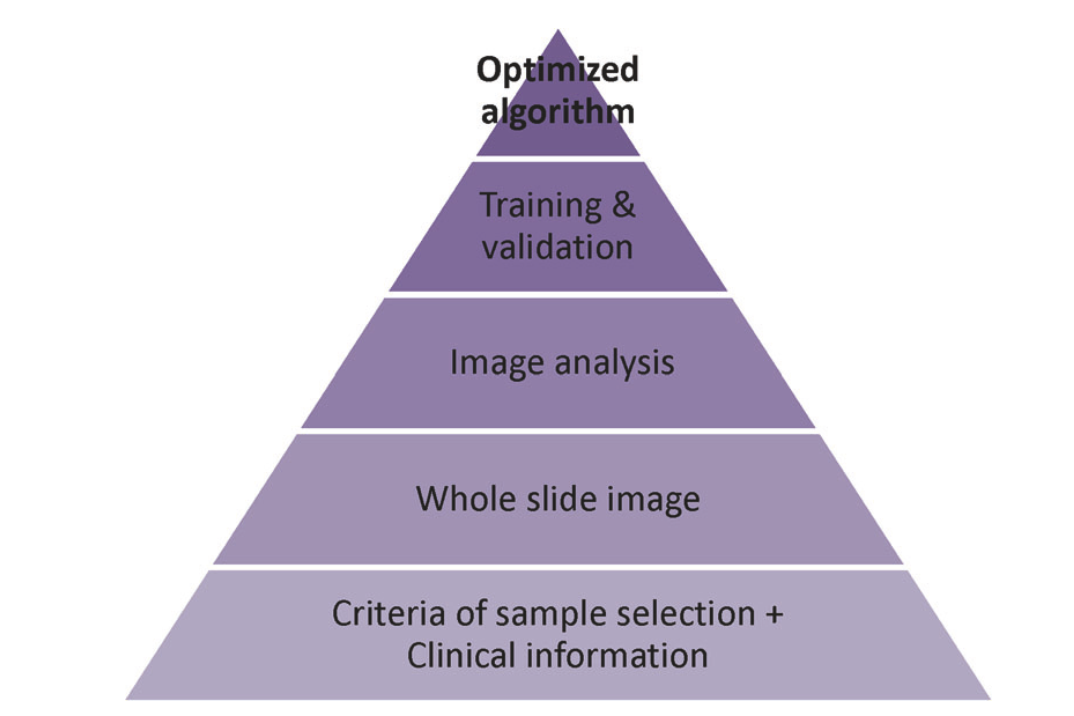 Optimized
algorithm
Training &
validation
Image analysis
Whole slide image
Criteria of sample selection +
Clinical information